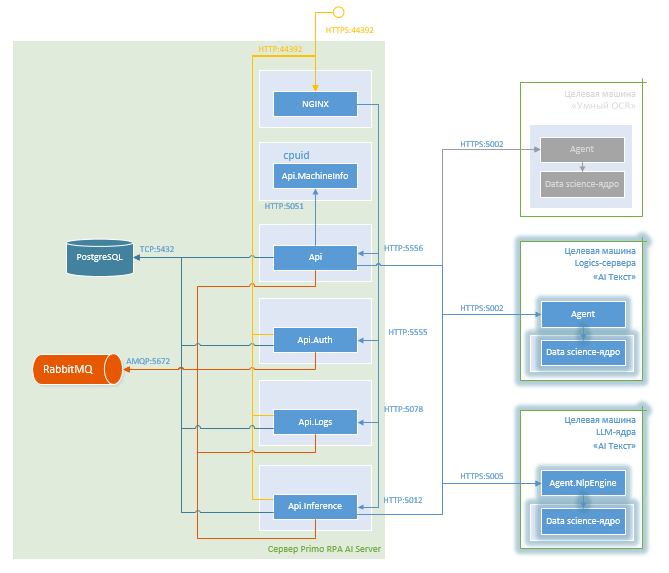 HTTPS:44392
HTTP:44392
NGINX
cpuid
Api.MachineInfo
HTTP:5051
PostgreSQL
TCP:5432
Api
HTTP:5556
Api.Auth
HTTP:5555
RabbitMQ
AMQP:5672
Api.Logs
HTTP:5078
Api.Inference
HTTP:5012
Сервер Primo RPA AI Server
HTTPS:5002
Целевая машина
«Умный OCR»
Agent
Data science-ядро
HTTPS:5002
Целевая машина
Logics-сервера
«AI Текст»
Agent
Data science-ядро
HTTPS:5005
Целевая машина
LLM-ядра
«AI Текст»
Agent.NlpEngine
Data science-ядро